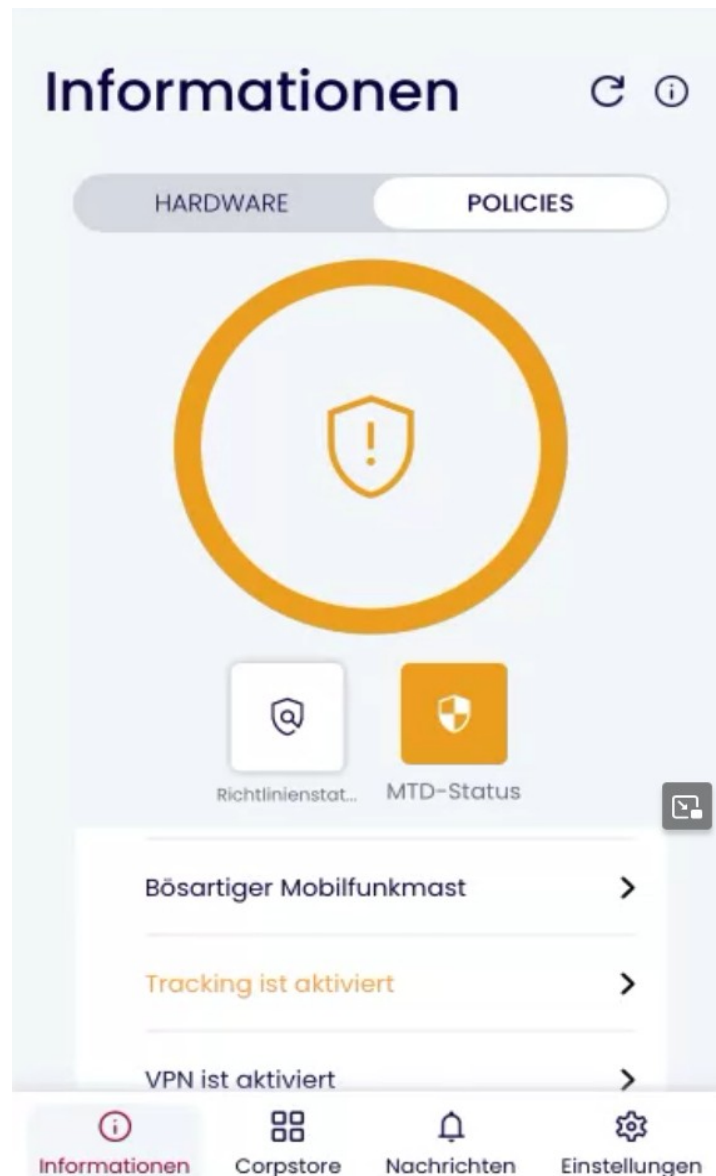 Informationen
HARDWARE
POLICIES
Richtlinienstat...
MTD-Status
Bösartiger Mobilfunkmast
Tracking ist aktiviert
VPN ist aktiviert
Informationen
Corpstore
Nachrichten
Einstellungen